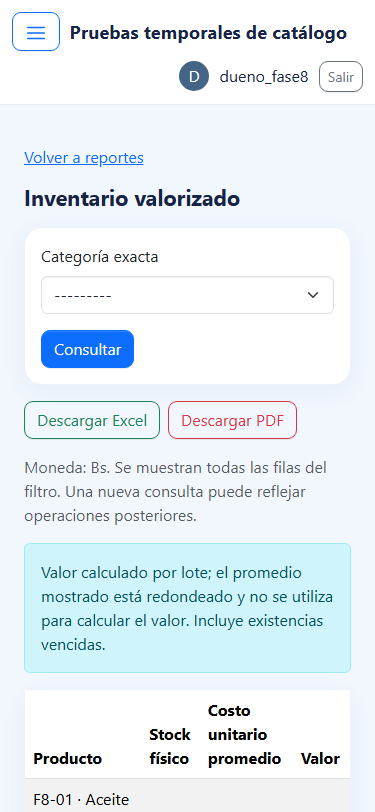 Pruebas temporales de catálogo
D dueno_fase8 Salir
Volver a reportes
Inventario valorizado
Categoría exacta
---------
Consultar
Descargar Excel Descargar PDF
Moneda: Bs. Se muestran todas las filas del
filtro. Una nueva consulta puede reflejar
operaciones posteriores.
Valor calculado por lote; el promedio
mostrado está redondeado y no se utiliza
para calcular el valor. Incluye existencias
vencidas.
Producto Stock físico Costo unitario promedio Valor
F8-01 · Aceite